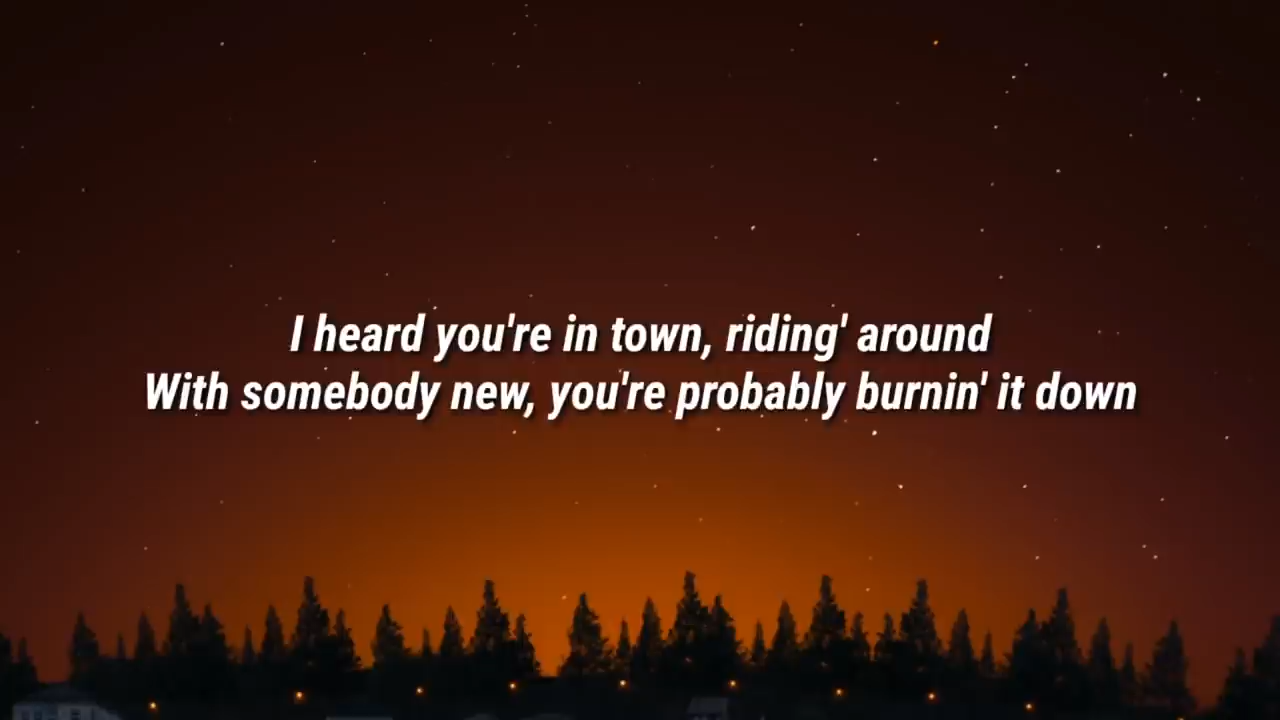 I heard you're in town, riding' around
With somebody new, you're probably burnin' it down